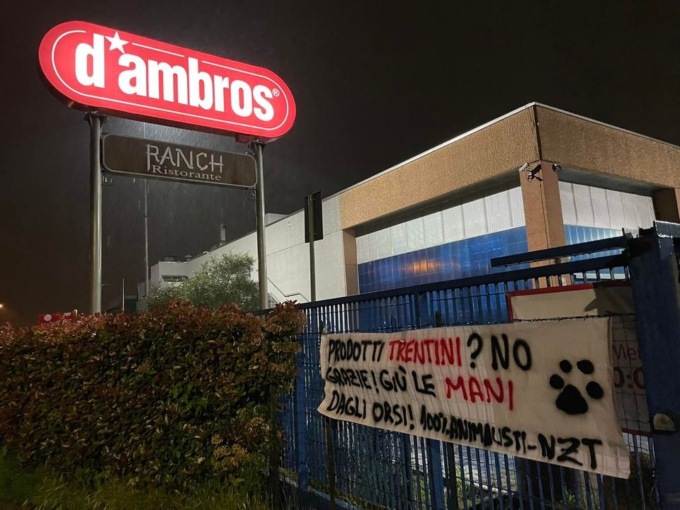 d'ambros®
RANCH
Ristorante
PRODOTTI TRENTINI? NO
GRAZIE! GIÙ LE MANI
DAGLI ORSI! 100%ANIMALISTI-NZT